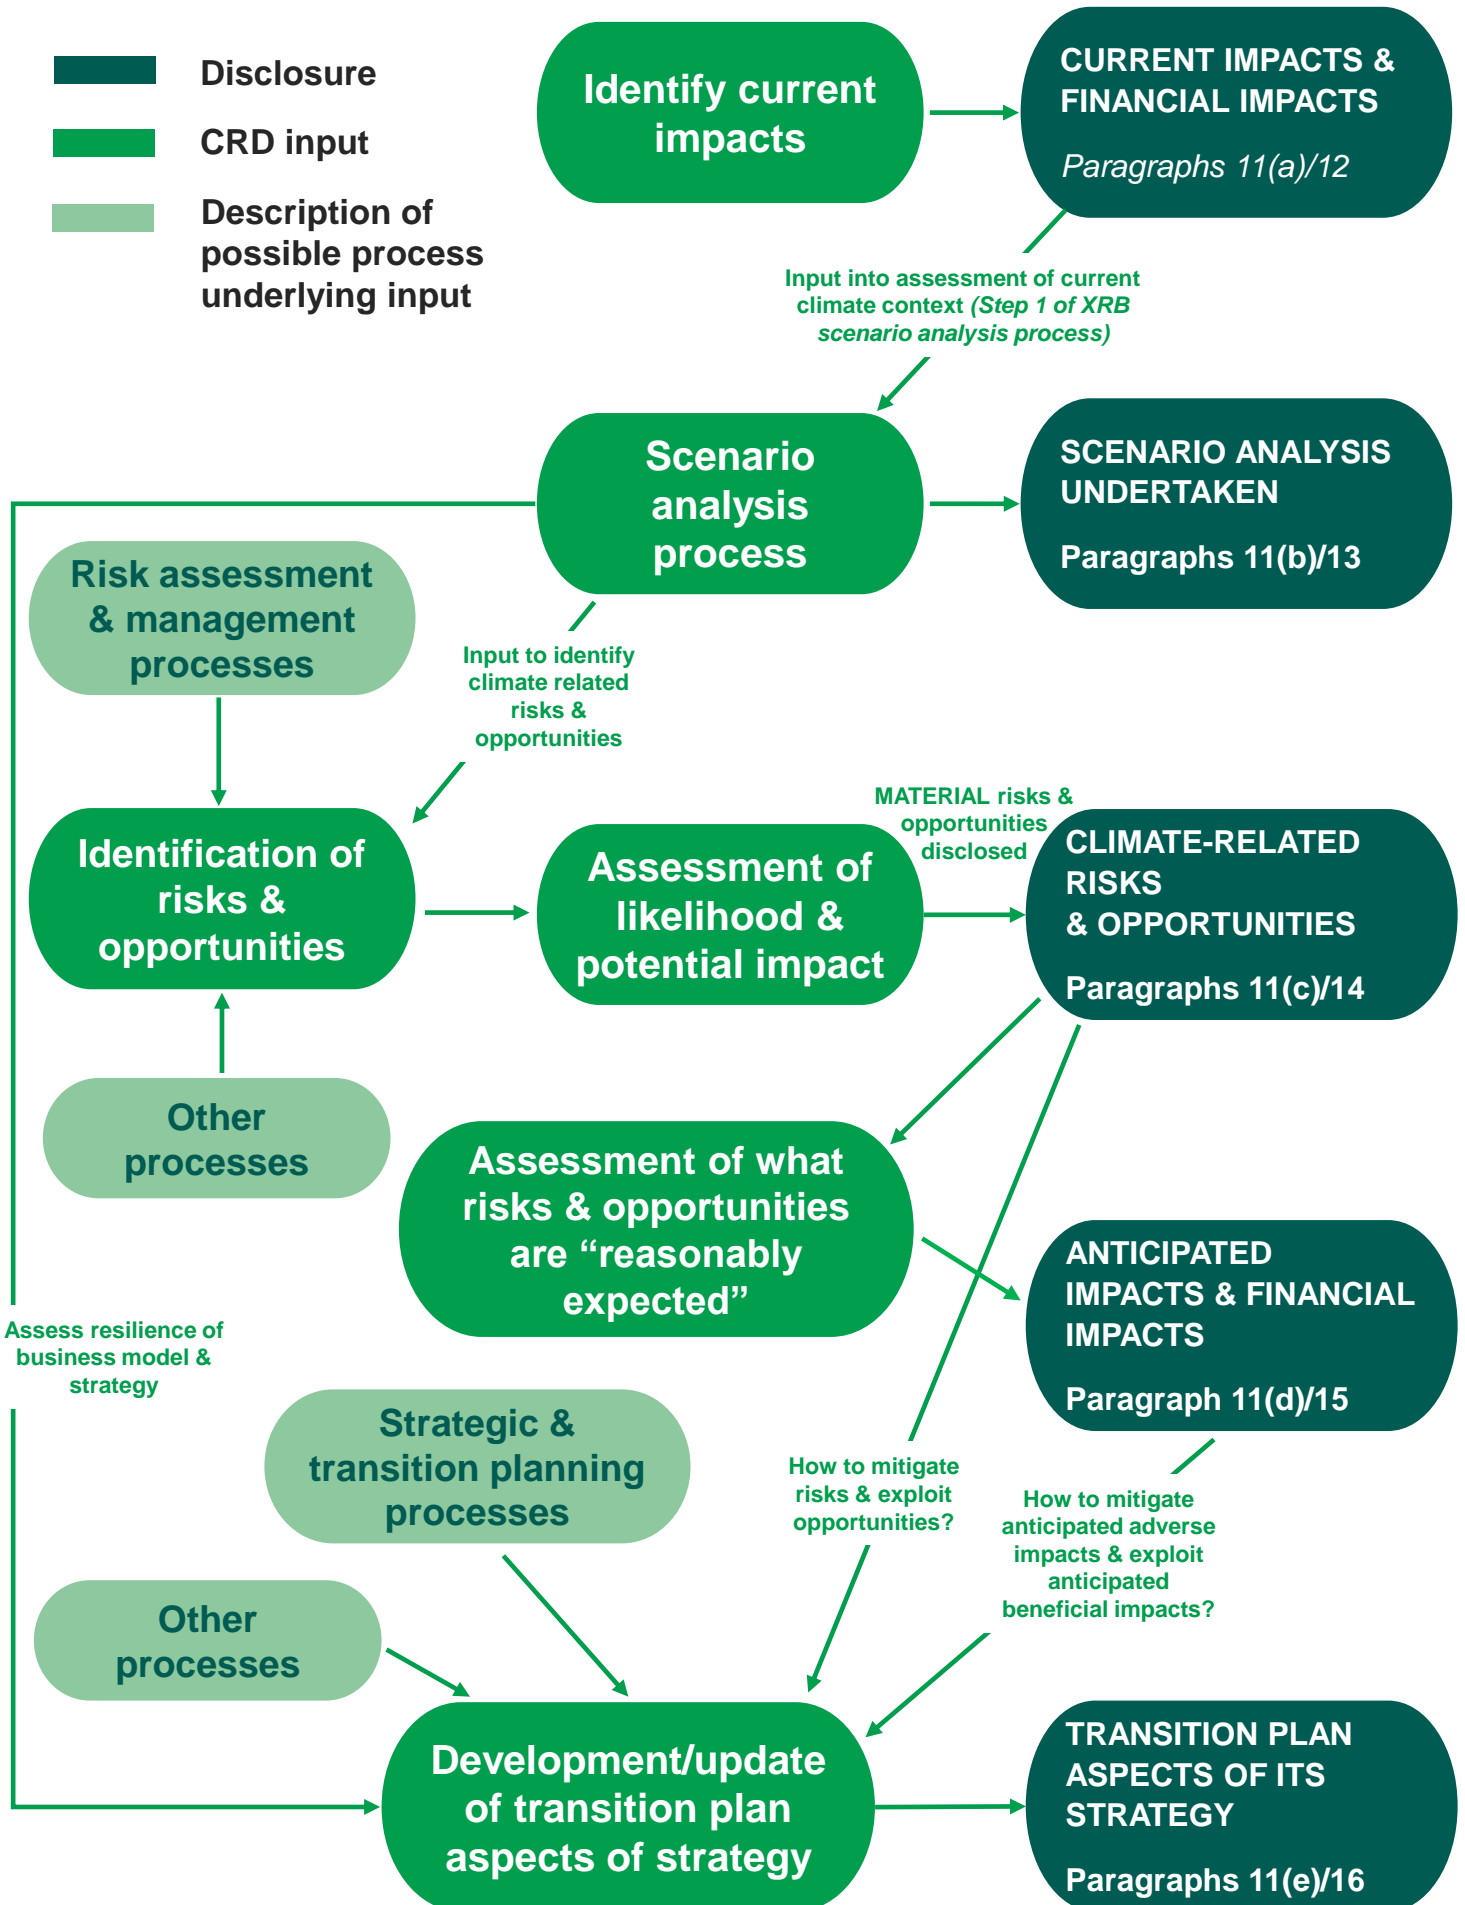 Disclosure
CRD input
Description of
possible process
underlying input
Identify current
impacts
CURRENT IMPACTS &
FINANCIAL IMPACTS
Paragraphs 11(a)/12
Input into assessment of current
climate context (Step 1 of XRB
scenario analysis process)
Scenario
analysis
process
SCENARIO ANALYSIS
UNDERTAKEN
Paragraphs 11(b)/13
Risk assessment
& management
processes
Input to identify
climate related
risks &
opportunities
Identification of
risks &
opportunities
Assessment of
likelihood &
potential impact
MATERIAL risks &
opportunities
disclosed
CLIMATE-RELATED
RISKS
& OPPORTUNITIES
Paragraphs 11(c)/14
Other
processes
Assessment of what
risks & opportunities
are “reasonably
expected”
ANTICIPATED
IMPACTS & FINANCIAL
IMPACTS
Paragraph 11(d)/15
Assess resilience of
business model &
strategy
Strategic &
transition planning
processes
How to mitigate
risks & exploit
opportunities?
How to mitigate
anticipated adverse
impacts & exploit
anticipated
beneficial impacts?
Other
processes
Development/update
of transition plan
aspects of strategy
TRANSITION PLAN
ASPECTS OF ITS
STRATEGY
Paragraphs 11(e)/16